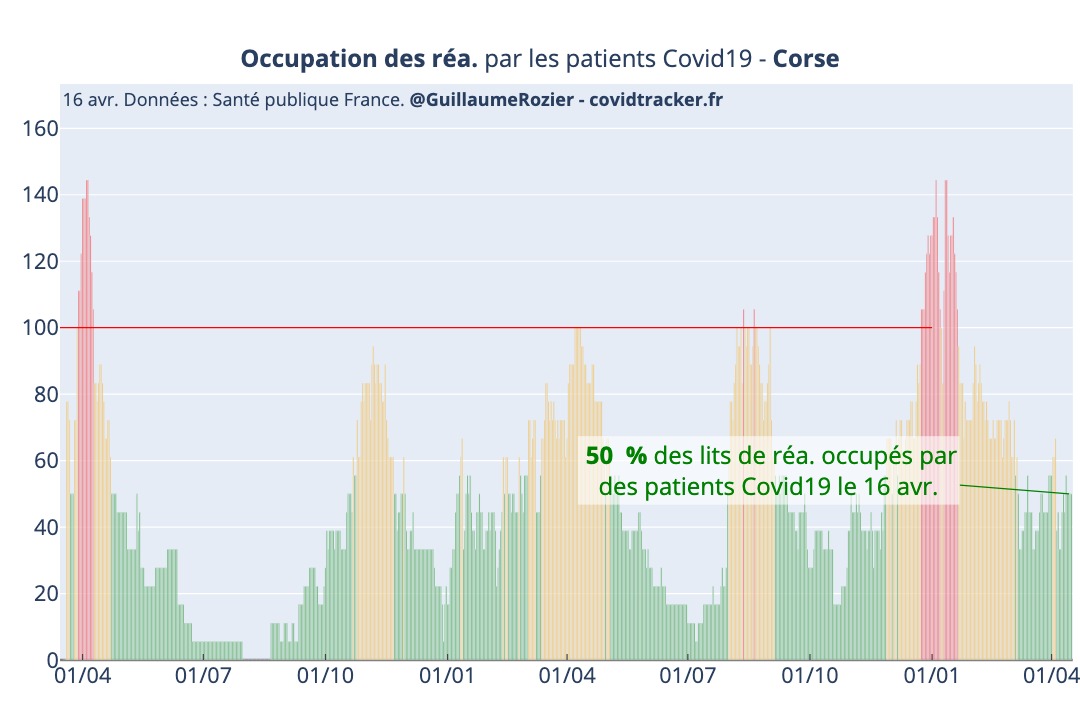 Occupation des réa. par les patients Covid19 - Corse
16 avr. Données : Santé publique France. @GuillaumeRozier - covidtracker.fr
160
140
120
100
80
60
40
20
0
50 % des lits de réa. occupés par
des patients Covid19 le 16 avr.
01/04 01/07 01/10 01/01 01/04 01/07 01/10 01/01 01/04